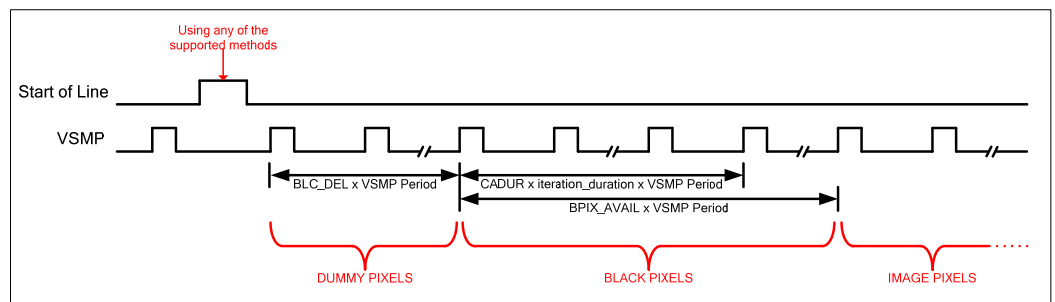 Using any of the
supported methods
Start of Line
VSMP
BLC_DEL x VSMP Period
CADUR x iteration_duration x VSMP Period
BPIX_AVAIL x VSMP Period
DUMMY PIXELS
BLACK PIXELS
IMAGE PIXELS